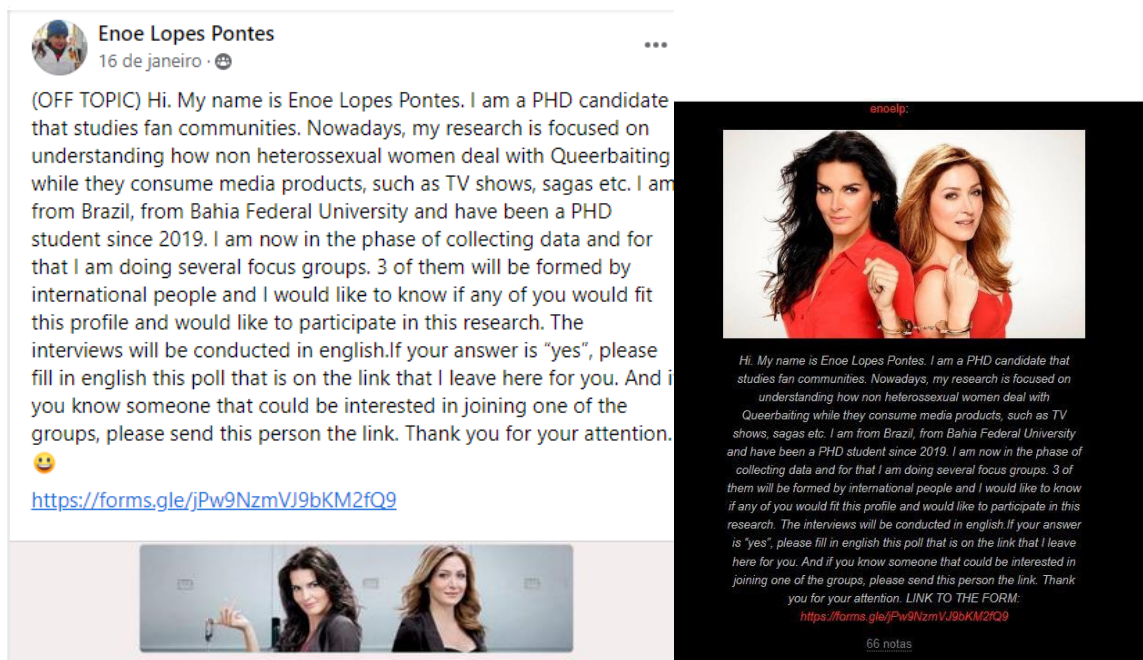 Enoe Lopes Pontes
16 de janeiro ·
(OFF TOPIC) Hi. My name is Enoe Lopes Pontes. I am a PHD candidate
that studies fan communities. Nowadays, my research is focused on
understanding how non heterossexual women deal with Queerbaiting
while they consume media products, such as TV shows, sagas etc. I am
from Brazil, from Bahia Federal University and have been a PHD
student since 2019. I am now in the phase of collecting data and for
that I am doing several focus groups. 3 of them will be formed by
international people and I would like to know if any of you would fit
this profile and would like to participate in this research. The
interviews will be conducted in english.If your answer is “yes”, please
fill in english this poll that is on the link that I leave here for you. And i
you know someone that could be interested in joining one of the
groups, please send this person the link. Thank you for your attention.
😀
https://forms.gle/jPw9NzmVJ9bKM2fQ9
enoelp:
Hi. My name is Enoe Lopes Pontes. I am a PHD candidate that
studies fan communities. Nowadays, my research is focused on
understanding how non heterossexual women deal with
Queerbaiting while they consume media products, such as TV
shows, sagas etc. I am from Brazil, from Bahia Federal University
and have been a PHD student since 2019. I am now in the phase of
collecting data and for that I am doing several focus groups. 3 of
them will be formed by international people and I would like to know
if any of you would fit this profile and would like to participate in this
research. The interviews will be conducted in english.If your answer
is “yes”, please fill in english this poll that is on the link that I leave
here for you. And if you know someone that could be interested in
joining one of the groups, please send this person the link. Thank
you for your attention. LINK TO THE FORM:
https://forms.gle/jPw9NzmVJ9bKM2fQ9
66 notas